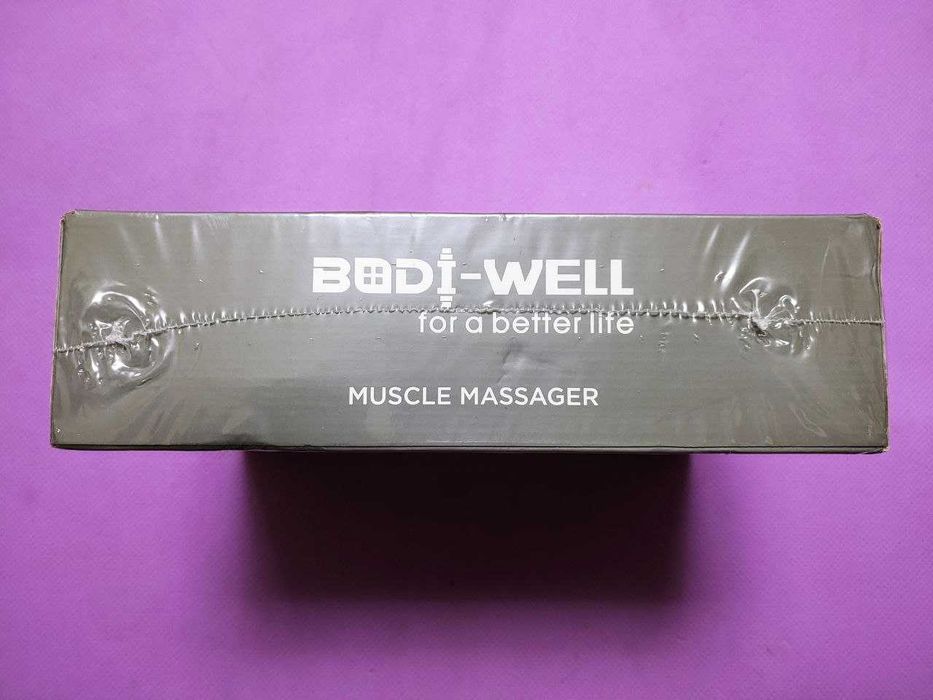 BODI-WELL
for a better life
MUSCLE MASSAGER